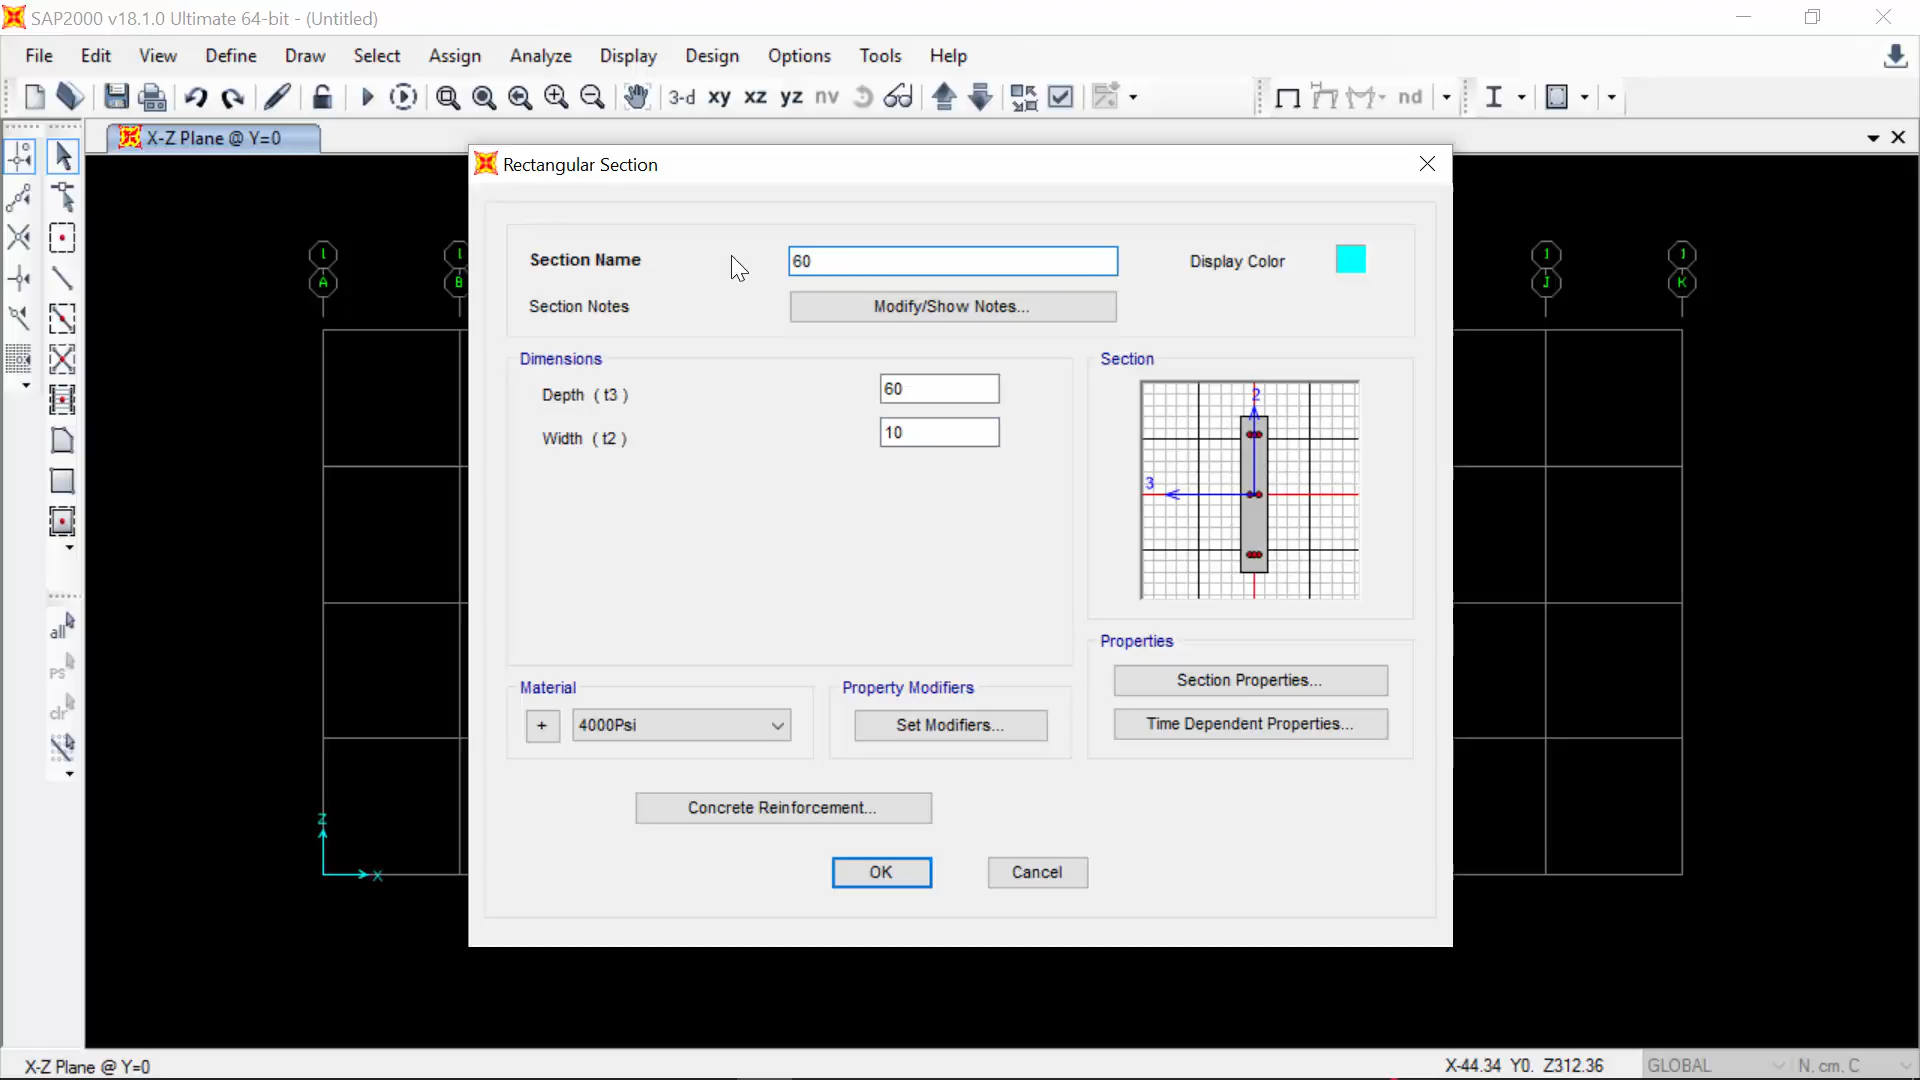 SAP2000 v18.1.0 Ultimate 64-bit - (Untitled)
File Edit View Define Draw Select Assign Analyze Display Design Options Tools Help
3-d xy xz yz nv nd
X-Z Plane @ Y=0
Rectangular Section
Section Name 60 Display Color
Section Notes Modify/Show Notes...
Dimensions
Depth ( t3 ) 60
Width ( t2 ) 10
Section
2
3
Properties
Section Properties...
Time Dependent Properties...
Material
+ 4000Psi
Property Modifiers
Set Modifiers...
Concrete Reinforcement...
OK Cancel
A B J K
Z
X
all
PS
clr
X-Z Plane @ Y=0 X-44.34 Y0. Z312.36 GLOBAL N, cm, C